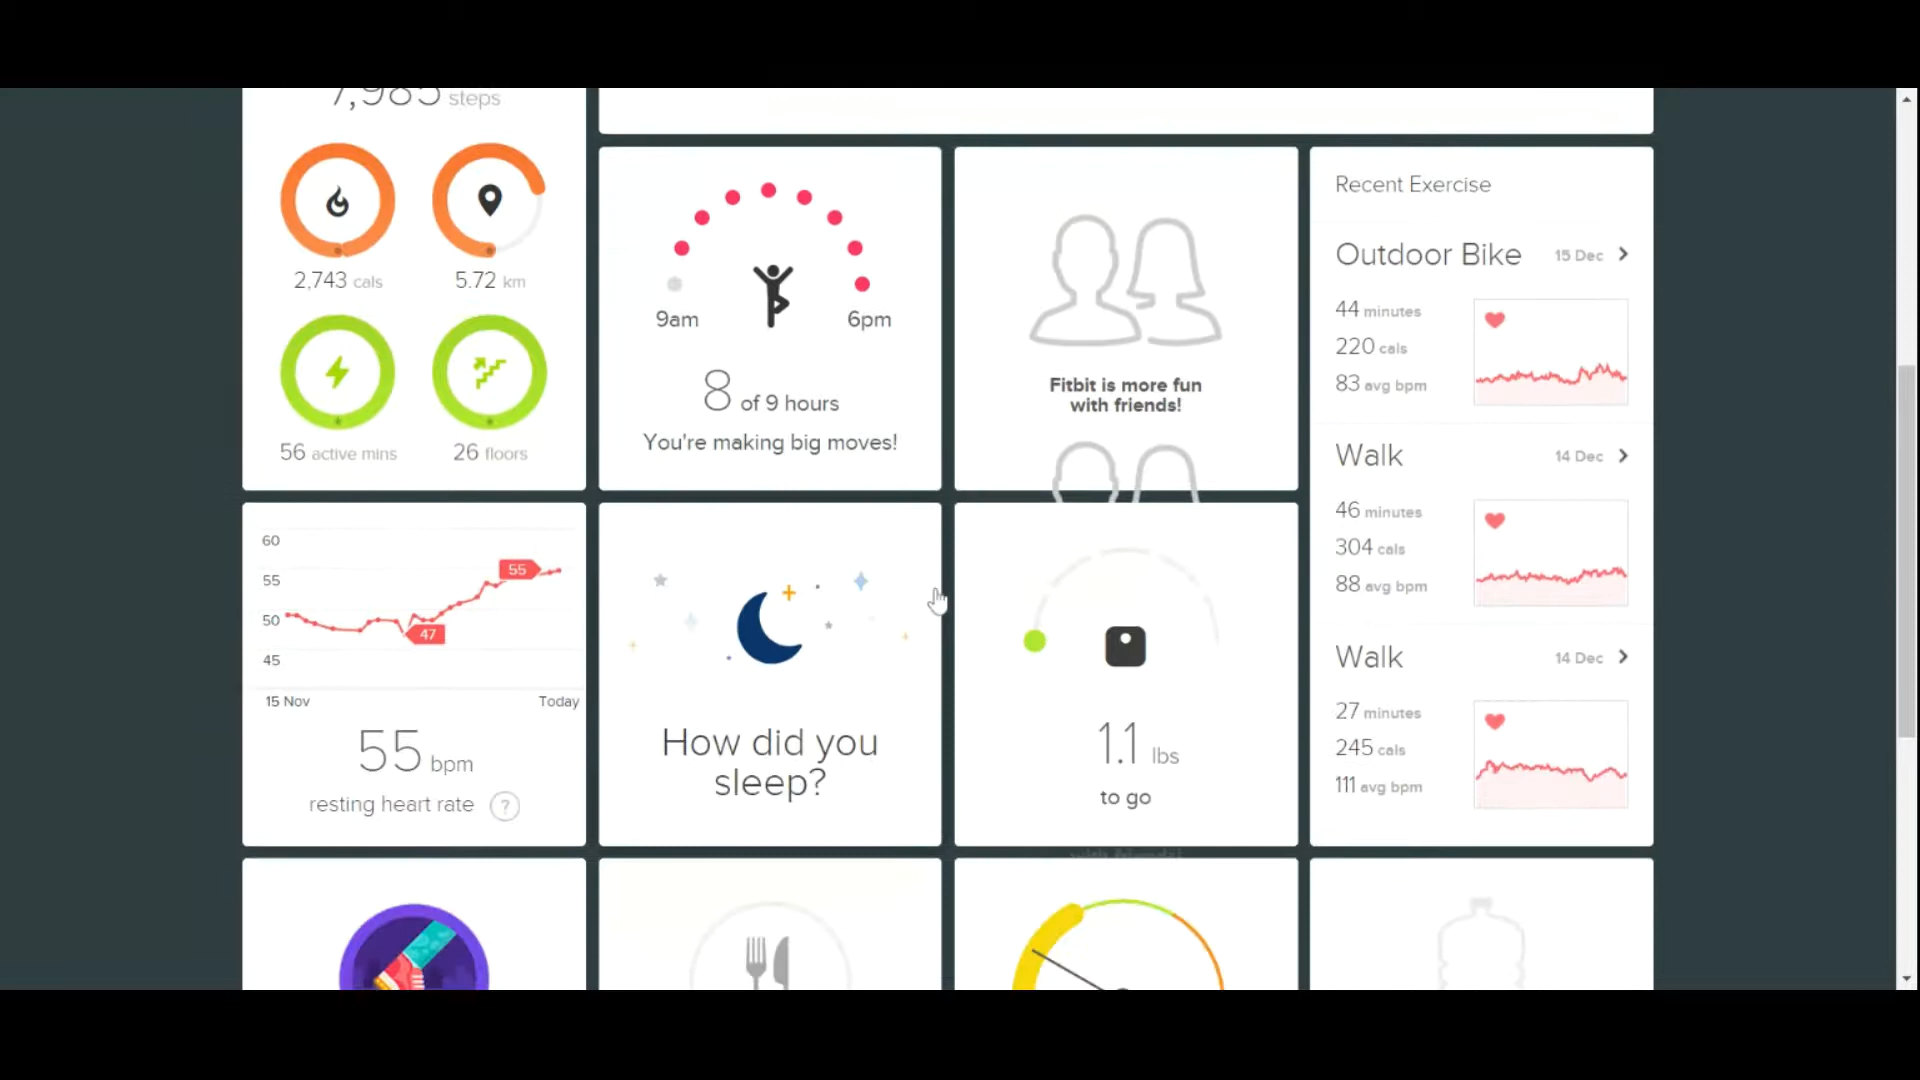 7,985 steps
2,743 cals
5.72 km
56 active mins
26 floors
9am
6pm
8 of 9 hours
You're making big moves!
Fitbit is more fun
with friends!
Recent Exercise
Outdoor Bike 15 Dec
44 minutes
220 cals
83 avg bpm
Walk 14 Dec
46 minutes
304 cals
88 avg bpm
Walk 14 Dec
27 minutes
245 cals
111 avg bpm
60
55
50
45
55
47
15 Nov Today
55 bpm
resting heart rate ?
How did you
sleep?
1.1 lbs
to go
with friends!